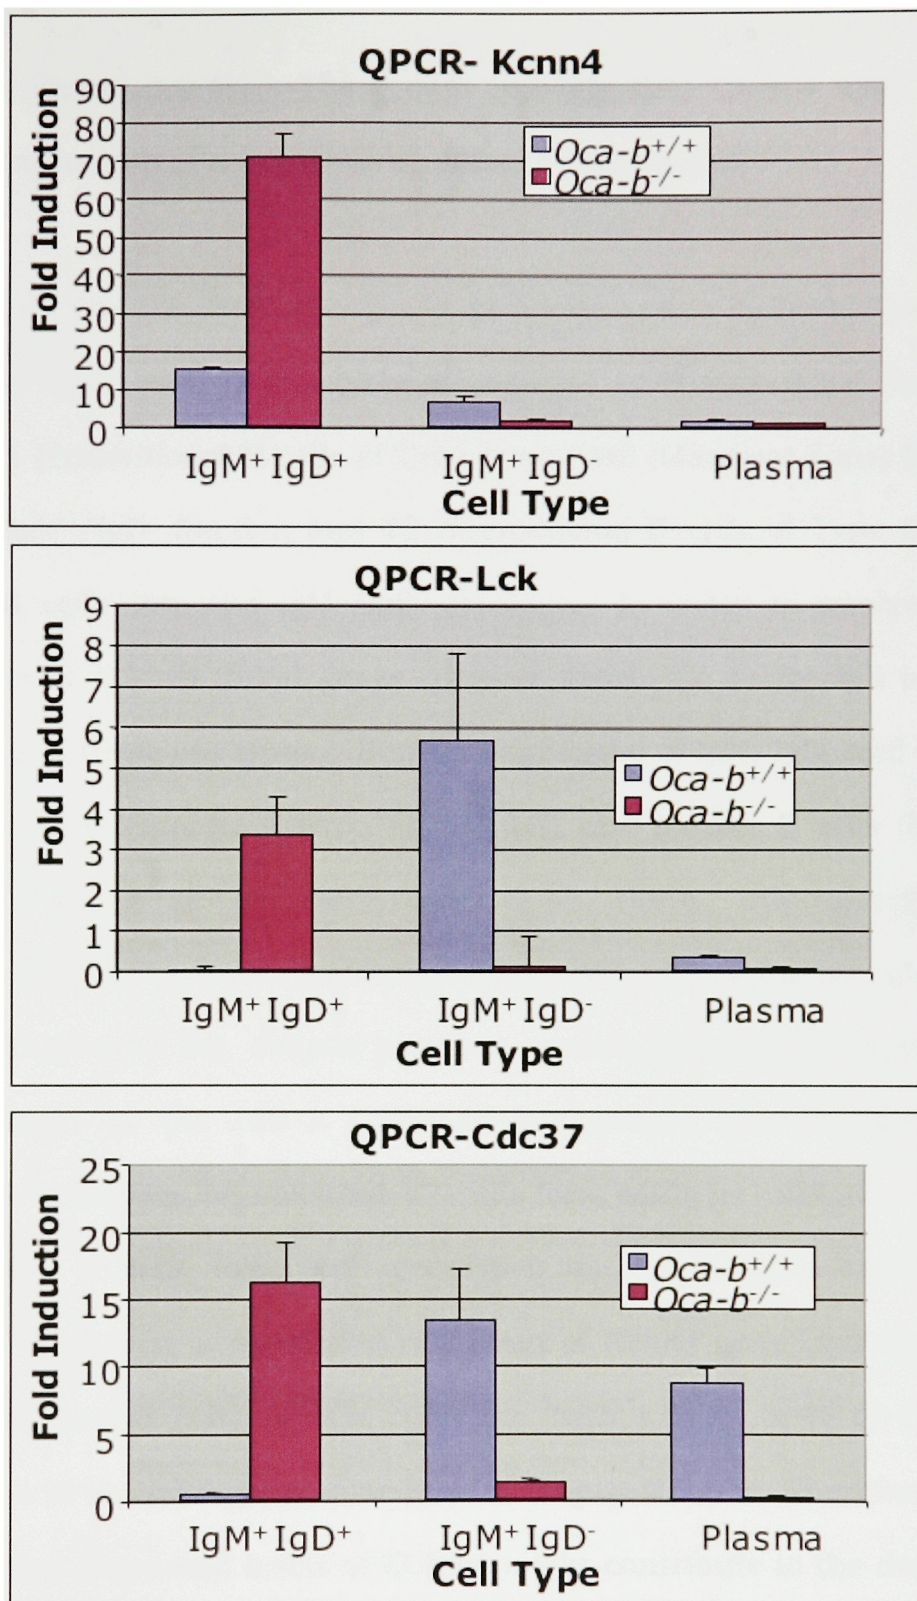 QPCR- Kcnn4
Fold Induction
90
80
70
60
50
40
30
20
10
0
Oca-b+/+
Oca-b-/-
IgM+ IgD+
IgM+ IgD-
Plasma
Cell Type
QPCR-Lck
Fold Induction
9
8
7
6
5
4
3
2
1
0
Oca-b+/+
Oca-b-/-
IgM+ IgD+
IgM+ IgD-
Plasma
Cell Type
QPCR-Cdc37
Fold Induction
25
20
15
10
5
0
Oca-b+/+
Oca-b-/-
IgM+ IgD+
IgM+ IgD-
Plasma
Cell Type